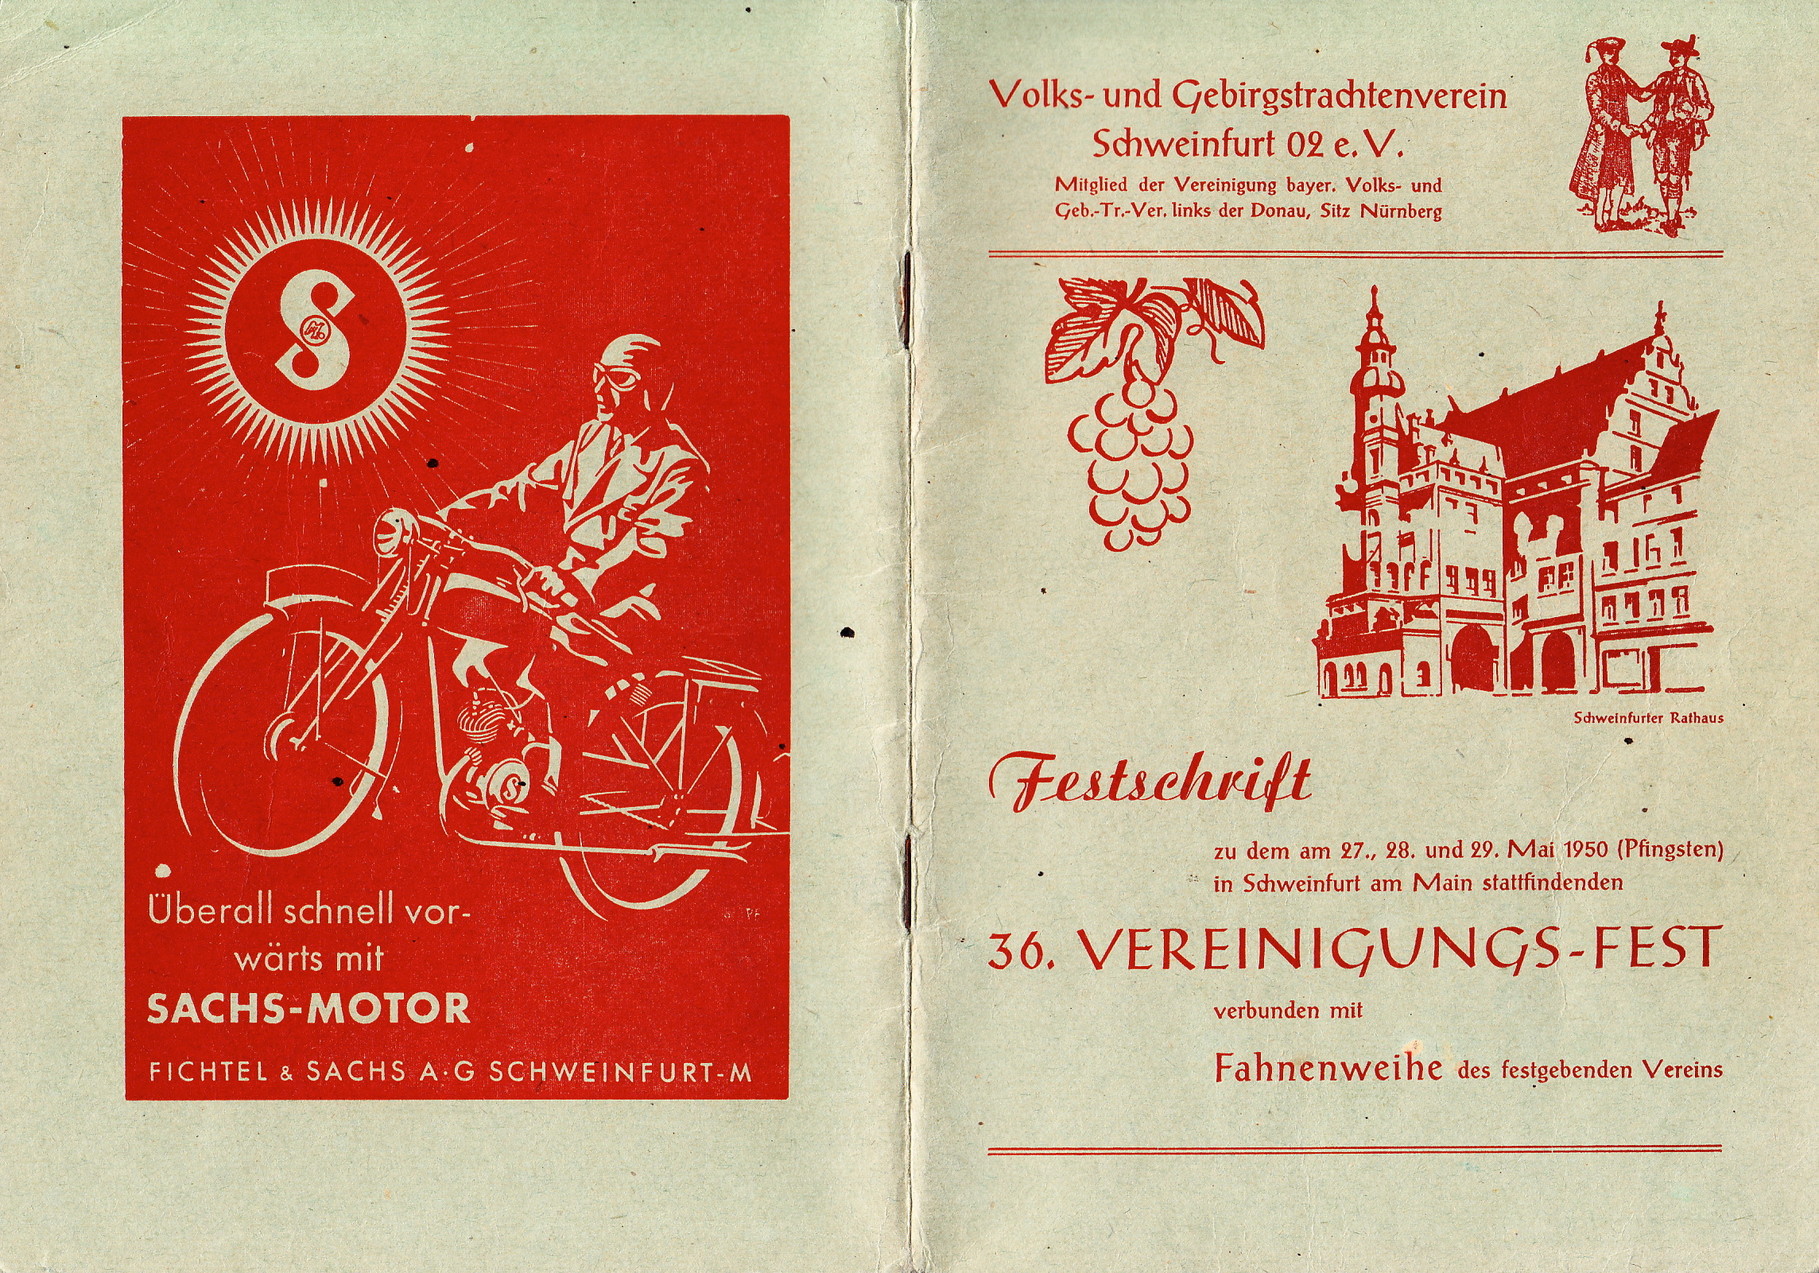 Überall schnell vor-
wärts mit
SACHS-MOTOR
FICHTEL & SACHS A·G SCHWEINFURT-M
Volks- und Gebirgstrachtenverein
Schweinfurt 02 e. V.
Mitglied der Vereinigung bayer. Volks- und
Geb.-Tr.-Ver. links der Donau, Sitz Nürnberg
Schweinfurter Rathaus
Festschrift
zu dem am 27., 28. und 29. Mai 1950 (Pfingsten)
in Schweinfurt am Main stattfindenden
36. VEREINIGUNGS-FEST
verbunden mit
Fahnenweihe des festgebenden Vereins